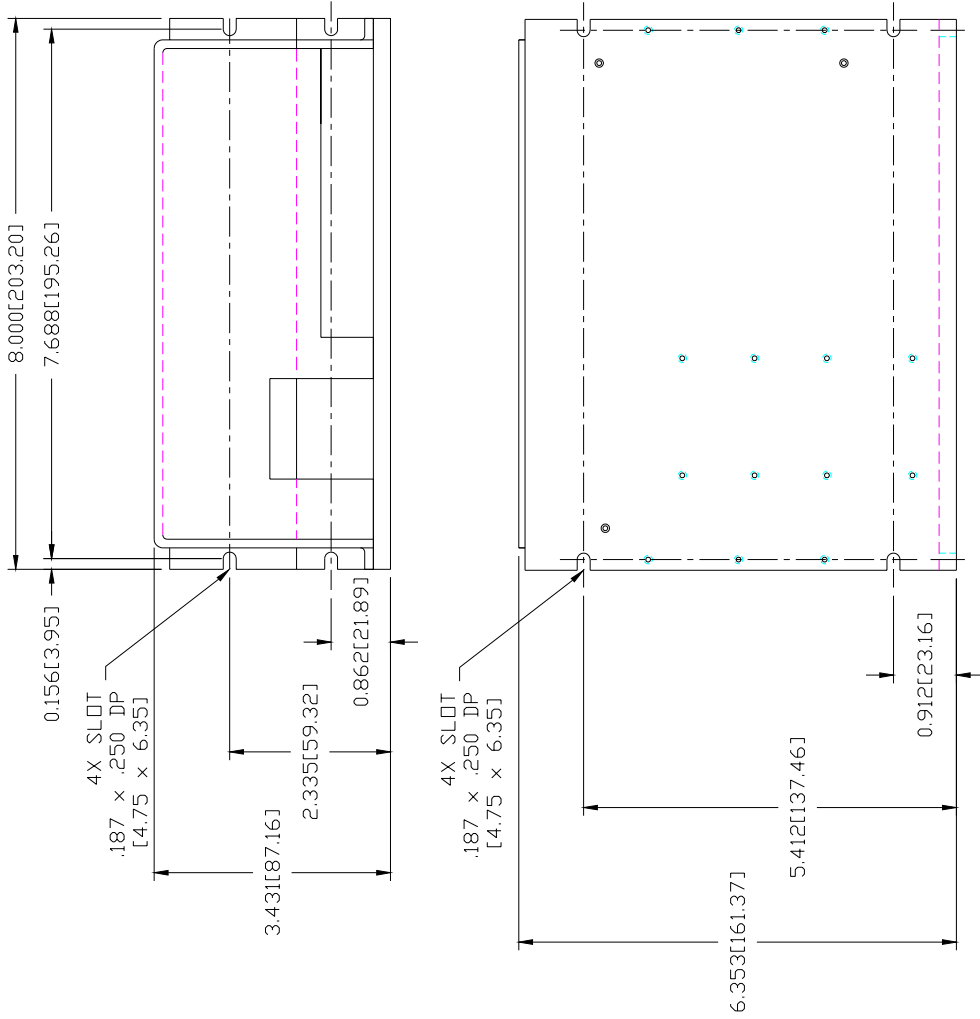 8.000[203.20]
7.688[195.26]
0.156[3.95]
4X SLOT
.187 x .250 DP
[4.75 x 6.35]
0.862[21.89]
2.335[59.32]
3.431[87.16]
4X SLOT
.187 x .250 DP
[4.75 x 6.35]
0.912[23.16]
5.412[137.46]
6.353[161.37]